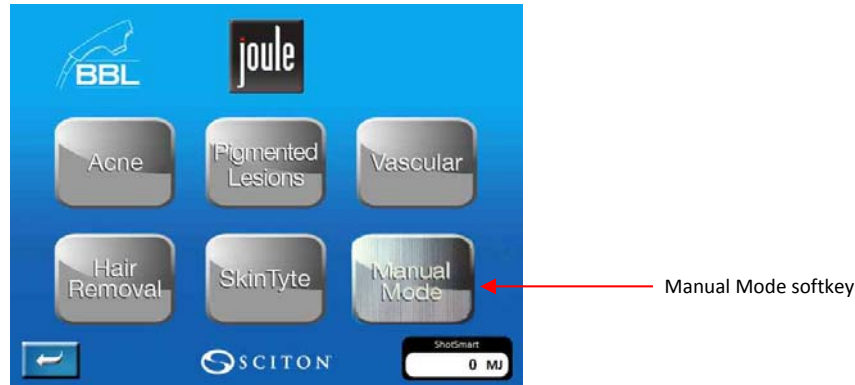 BBL
joule
Acne
Pigmented
Lesions
Vascular
Hair
Removal
SkinTyte
Manual
Mode
Manual Mode softkey
SCITON
ShotSmart
0 MJ